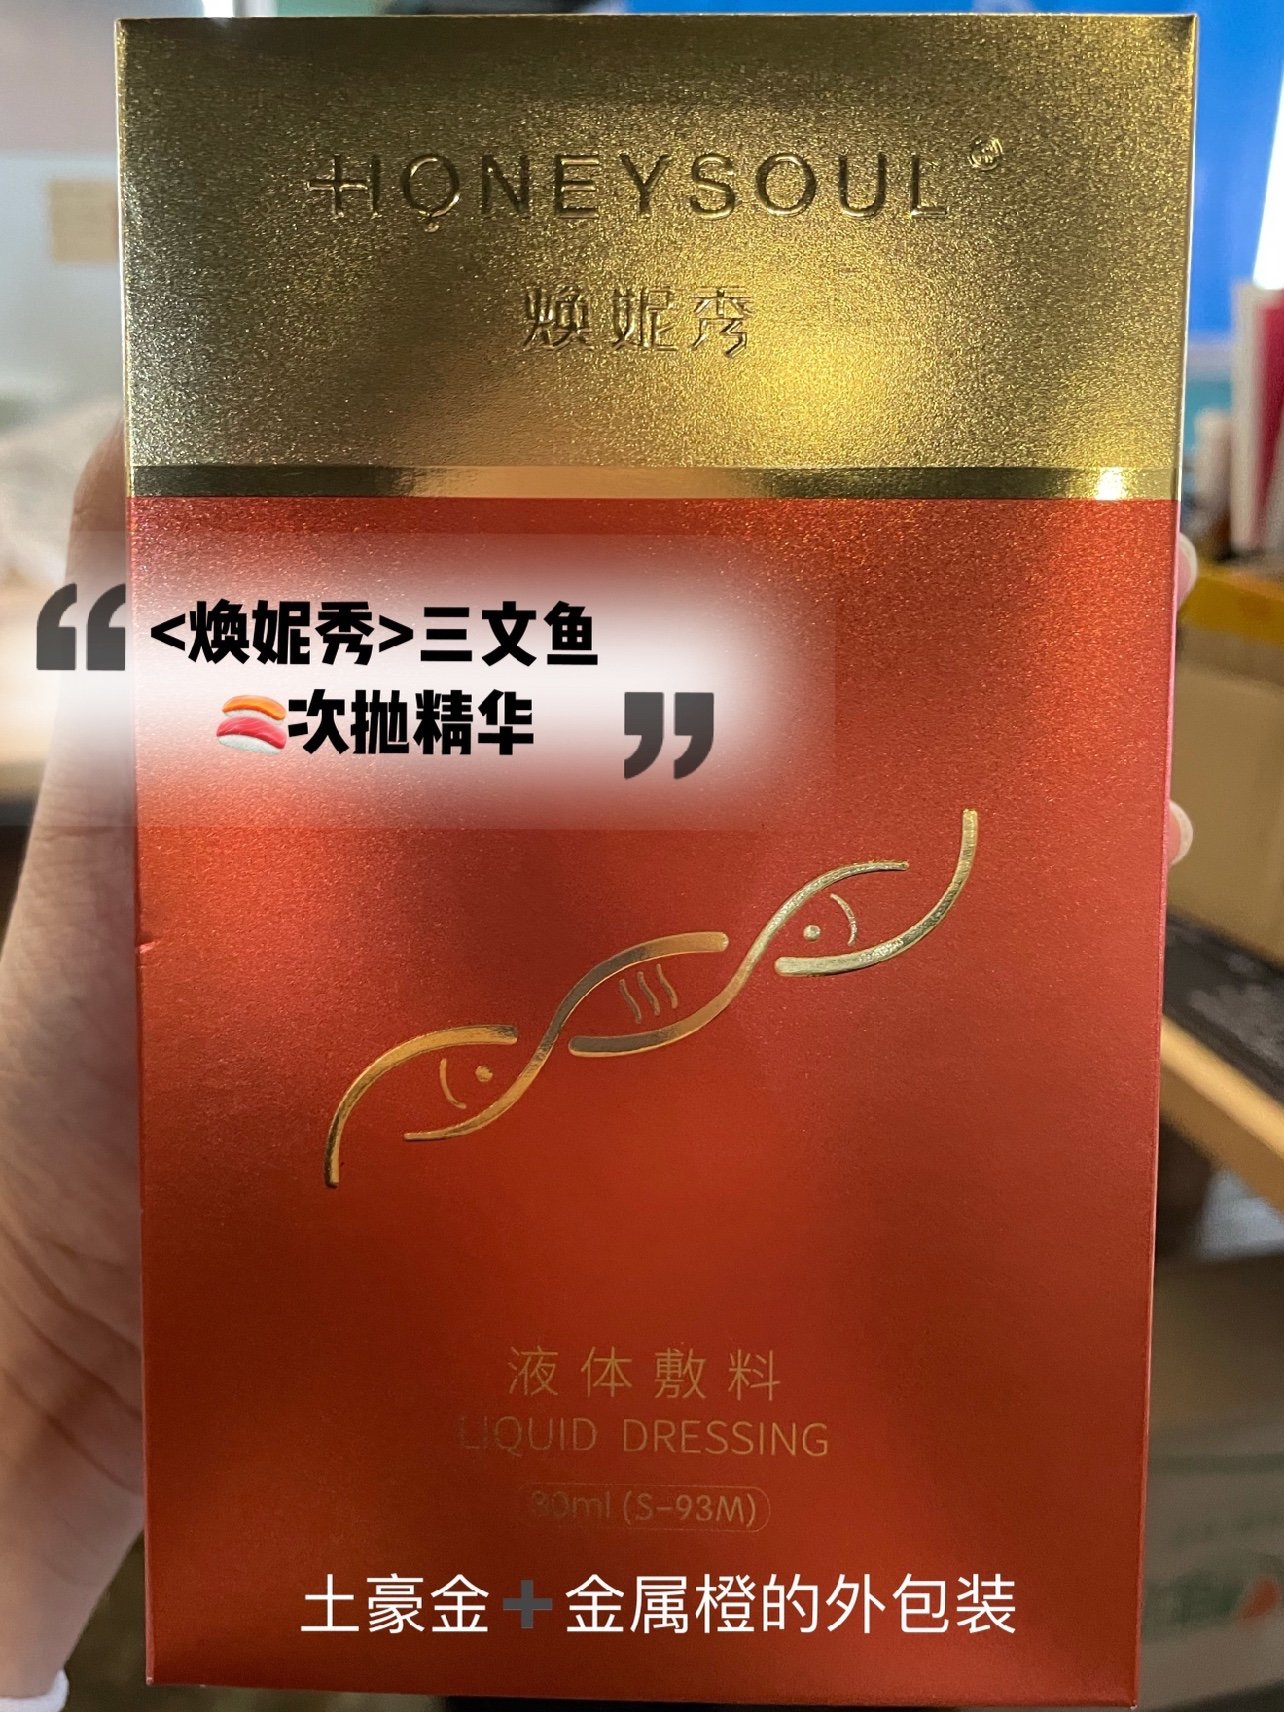 HONEYSOUL
焕妮秀
“<焕妮秀>三文鱼
🍣次抛精华”
液体敷料
LIQUID DRESSING
30ml (S-93M)
土豪金➕金属橙的外包装